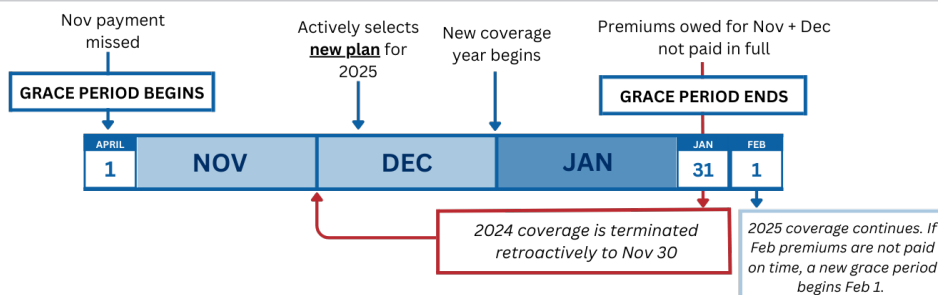 Nov payment
missed
GRACE PERIOD BEGINS
Actively selects
new plan for
2025
New coverage
year begins
Premiums owed for Nov + Dec
not paid in full
GRACE PERIOD ENDS
APRIL
1
NOV
DEC
JAN
JAN
31
FEB
1
2024 coverage is terminated
retroactively to Nov 30
2025 coverage continues. If
Feb premiums are not paid
on time, a new grace period
begins Feb 1.